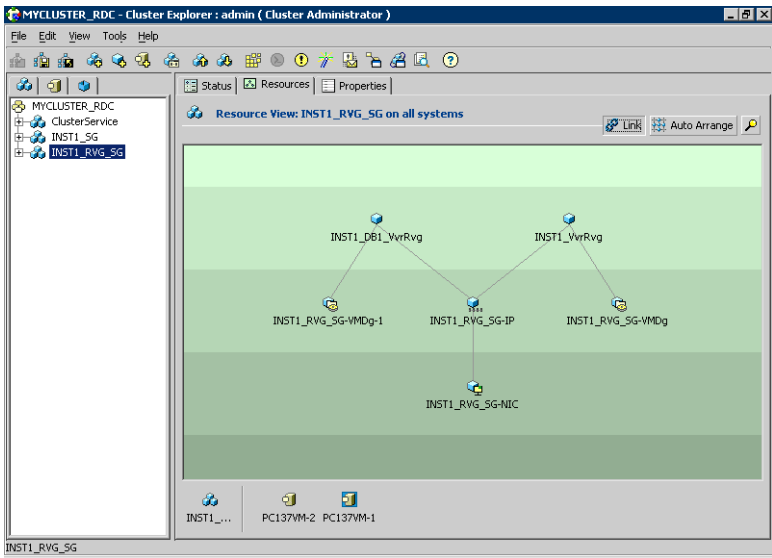 MYCLUSTER_RDC - Cluster Explorer : admin ( Cluster Administrator )
File Edit View Tools Help
MYCLUSTER_RDC
ClusterService
INST1_SG
INST1_RVG_SG
Status Resources Properties
Resource View: INST1_RVG_SG on all systems
Link Auto Arrange
INST1_DB1_VvrRvg INST1_VvrRvg
INST1_RVG_SG-VMDg-1 INST1_RVG_SG-IP INST1_RVG_SG-VMDg
INST1_RVG_SG-NIC
INST1_... PC137VM-2 PC137VM-1
INST1_RVG_SG